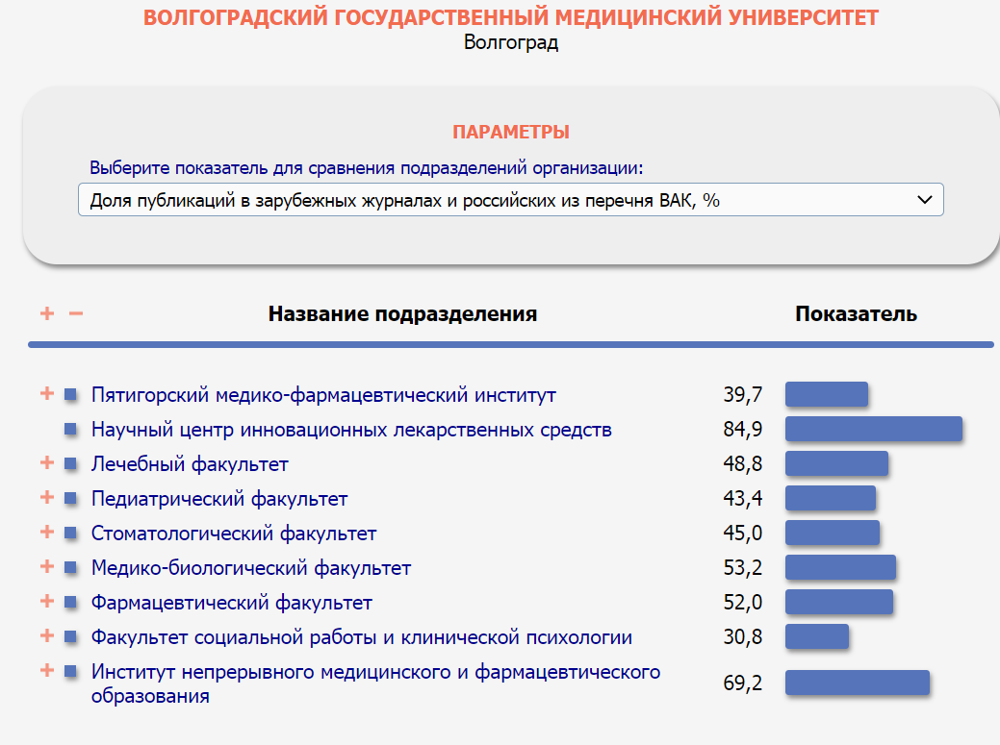 ВОЛГОГРАДСКИЙ ГОСУДАРСТВЕННЫЙ МЕДИЦИНСКИЙ УНИВЕРСИТЕТ
Волгоград
ПАРАМЕТРЫ
Выберите показатель для сравнения подразделений организации:
Доля публикаций в зарубежных журналах и российских из перечня ВАК, %
+ − Название подразделения Показатель
+ Пятигорский медико-фармацевтический институт 39,7
Научный центр инновационных лекарственных средств 84,9
+ Лечебный факультет 48,8
+ Педиатрический факультет 43,4
+ Стоматологический факультет 45,0
+ Медико-биологический факультет 53,2
+ Фармацевтический факультет 52,0
+ Факультет социальной работы и клинической психологии 30,8
+ Институт непрерывного медицинского и фармацевтического
образования 69,2